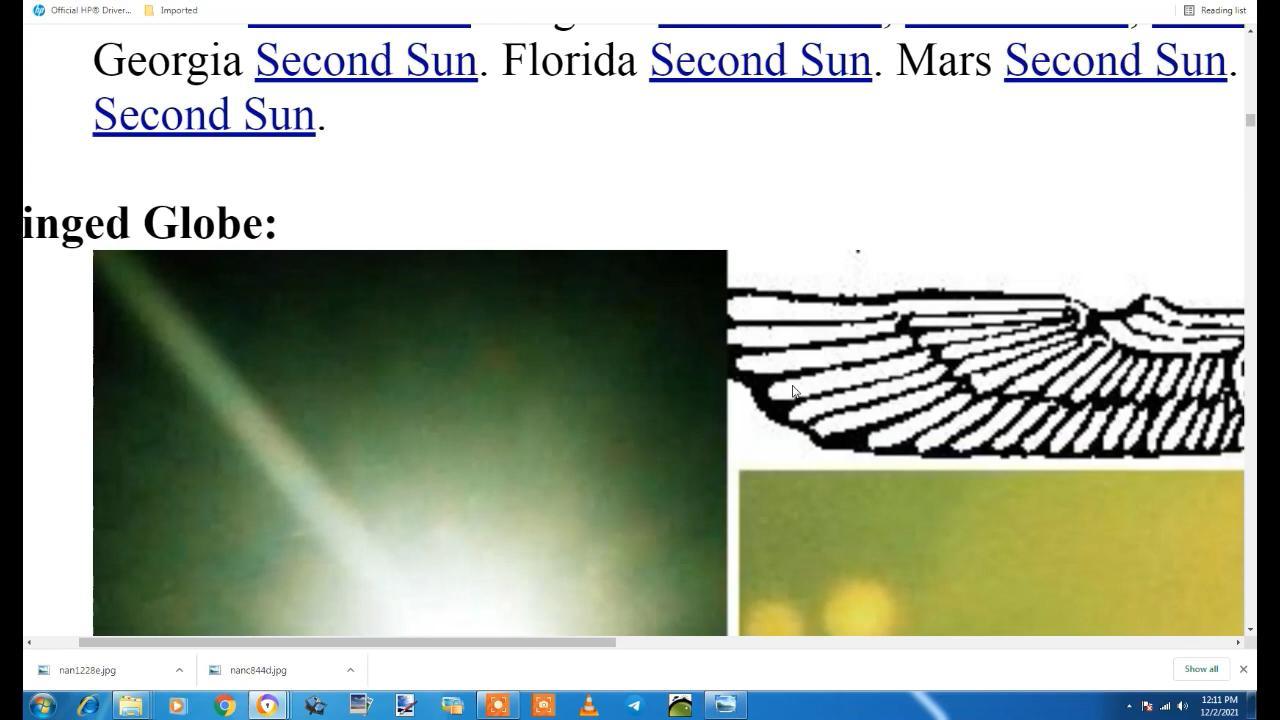 Official HP® Driver...
Imported
Reading list
Georgia Second Sun. Florida Second Sun. Mars Second Sun.
Second Sun.
inged Globe:
nan1228e.jpg
nanc844d.jpg
Show all
12:11 PM
12/2/2021